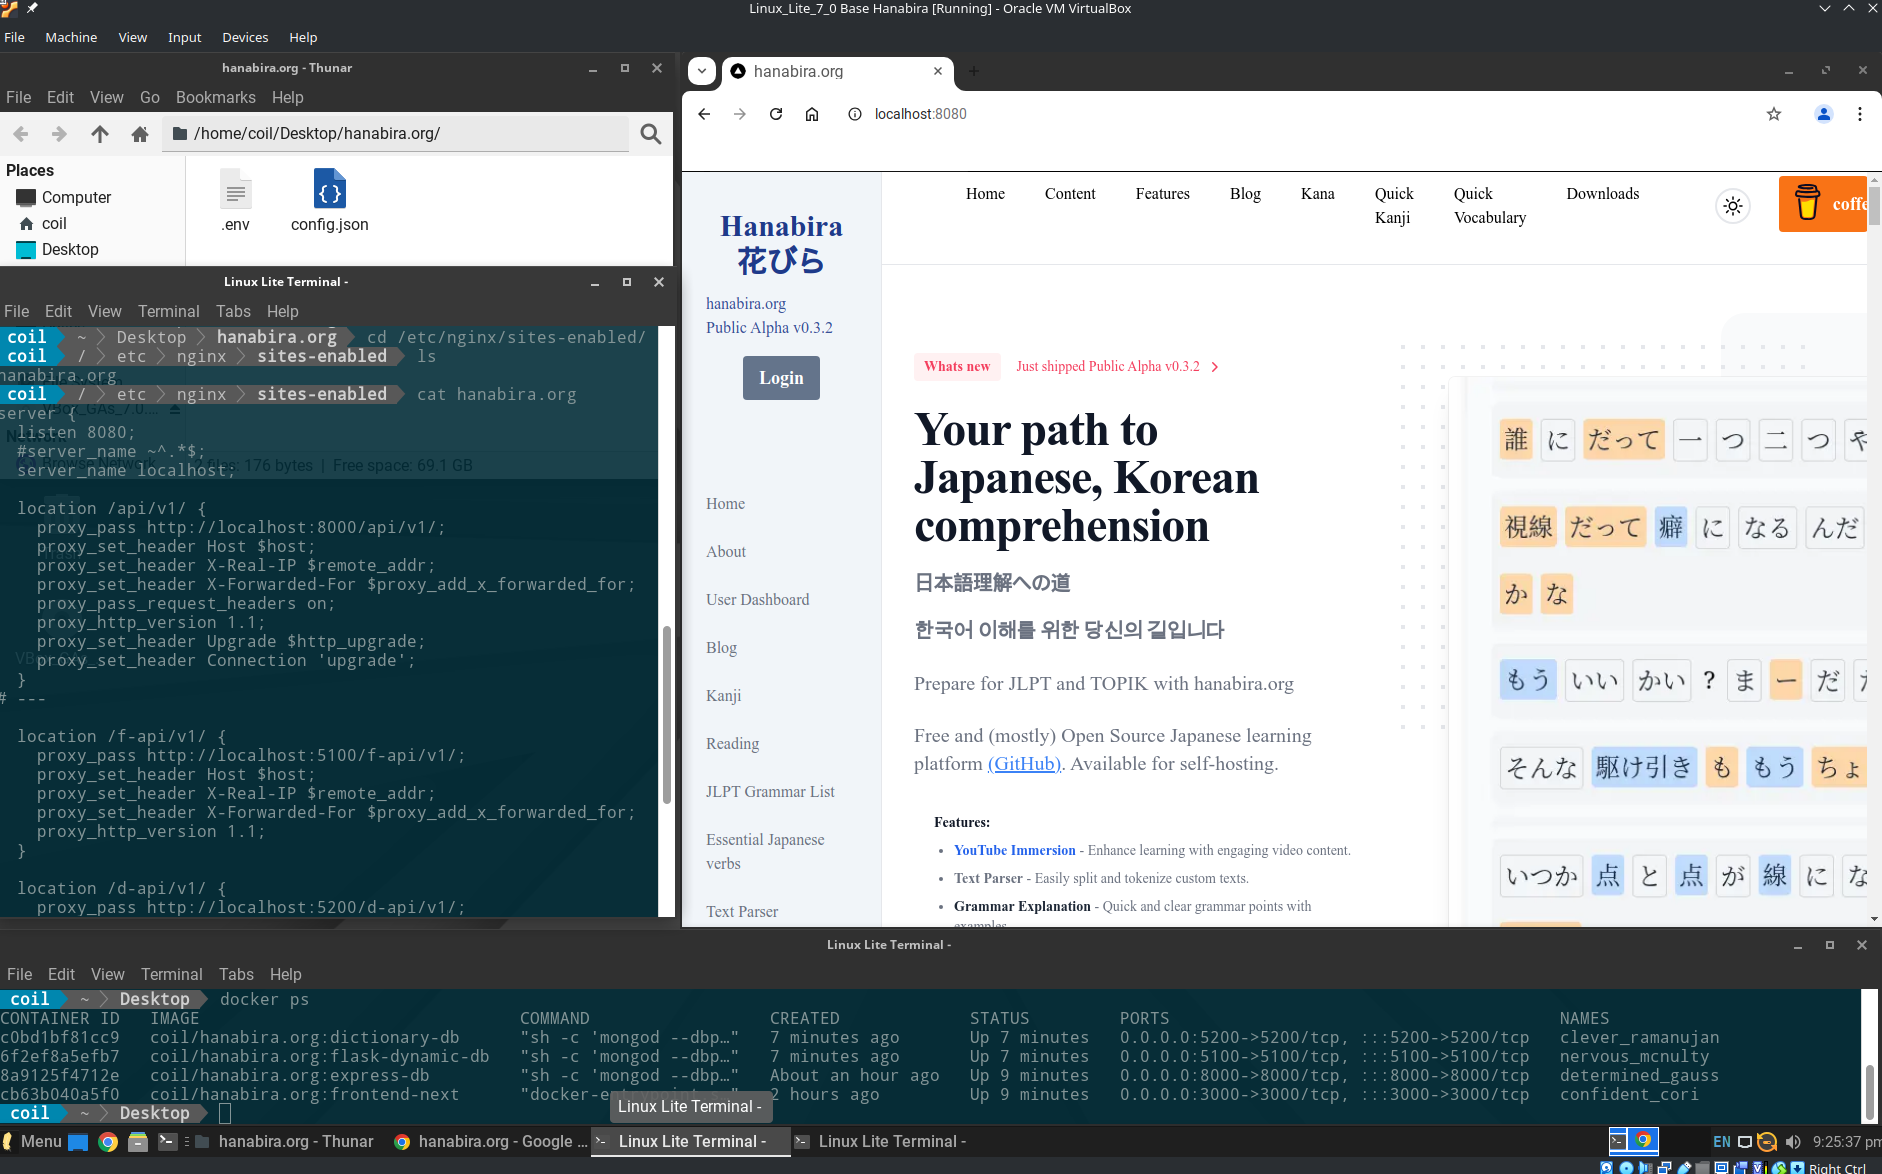 Linux_Lite_7_0 Base Hanabira [Running] - Oracle VM VirtualBox
File Machine View Input Devices Help
hanabira.org - Thunar
File Edit View Go Bookmarks Help
/home/coil/Desktop/hanabira.org/
Places
Computer
coil
Desktop
.env
config.json
Linux Lite Terminal -
File Edit View Terminal Tabs Help
coil ~ Desktop hanabira.org cd /etc/nginx/sites-enabled/
coil / etc nginx sites-enabled ls
hanabira.org
coil / etc nginx sites-enabled cat hanabira.org
server {
listen 8080;
#server_name ~^.*$;
server_name localhost;
files: 176 bytes | Free space: 69.1 GB
location /api/v1/ {
proxy_pass http://localhost:8000/api/v1/;
proxy_set_header Host $host;
proxy_set_header X-Real-IP $remote_addr;
proxy_set_header X-Forwarded-For $proxy_add_x_forwarded_for;
proxy_pass_request_headers on;
proxy_http_version 1.1;
proxy_set_header Upgrade $http_upgrade;
proxy_set_header Connection 'upgrade';
}
# ---
location /f-api/v1/ {
proxy_pass http://localhost:5100/f-api/v1/;
proxy_set_header Host $host;
proxy_set_header X-Real-IP $remote_addr;
proxy_set_header X-Forwarded-For $proxy_add_x_forwarded_for;
proxy_http_version 1.1;
}
location /d-api/v1/ {
proxy_pass http://localhost:5200/d-api/v1/;
hanabira.org
localhost:8080
Hanabira
花びら
hanabira.org
Public Alpha v0.3.2
Login
Home
About
User Dashboard
Blog
Kanji
Reading
JLPT Grammar List
Essential Japanese
verbs
Text Parser
Home Content Features Blog Kana Quick Kanji Quick Vocabulary Downloads
coffe
Whats new Just shipped Public Alpha v0.3.2
Your path to
Japanese, Korean
comprehension
日本語理解への道
한국어 이해를 위한 당신의 길입니다
Prepare for JLPT and TOPIK with hanabira.org
Free and (mostly) Open Source Japanese learning
platform (GitHub). Available for self-hosting.
Features:
YouTube Immersion - Enhance learning with engaging video content.
Text Parser - Easily split and tokenize custom texts.
Grammar Explanation - Quick and clear grammar points with
examples
誰 に だって 一 つ 二 つ や
視線 だって 癖 に なる んだ
か な
もう いい かい ? ま ー だ
そんな 駆け引き も もう ちょ
いつか 点 と 点 が 線 に な
Linux Lite Terminal -
File Edit View Terminal Tabs Help
coil ~ Desktop docker ps
CONTAINER ID IMAGE COMMAND CREATED STATUS PORTS NAMES
c0bd1bf81cc9 coil/hanabira.org:dictionary-db "sh -c 'mongod --dbp…" 7 minutes ago Up 7 minutes 0.0.0.0:5200->5200/tcp, :::5200->5200/tcp clever_ramanujan
6f2ef8a5efb7 coil/hanabira.org:flask-dynamic-db "sh -c 'mongod --dbp…" 7 minutes ago Up 7 minutes 0.0.0.0:5100->5100/tcp, :::5100->5100/tcp nervous_mcnulty
8a9125f4712e coil/hanabira.org:express-db "sh -c 'mongod --dbp…" About an hour ago Up 9 minutes 0.0.0.0:8000->8000/tcp, :::8000->8000/tcp determined_gauss
cb63b040a5f0 coil/hanabira.org:frontend-next "docker- 2 hours ago Up 9 minutes 0.0.0.0:3000->3000/tcp, :::3000->3000/tcp confident_cori
coil ~ Desktop
Linux Lite Terminal -
Menu hanabira.org - Thunar hanabira.org - Google ... Linux Lite Terminal - Linux Lite Terminal - EN 9:25:37 pm
Right Ctrl